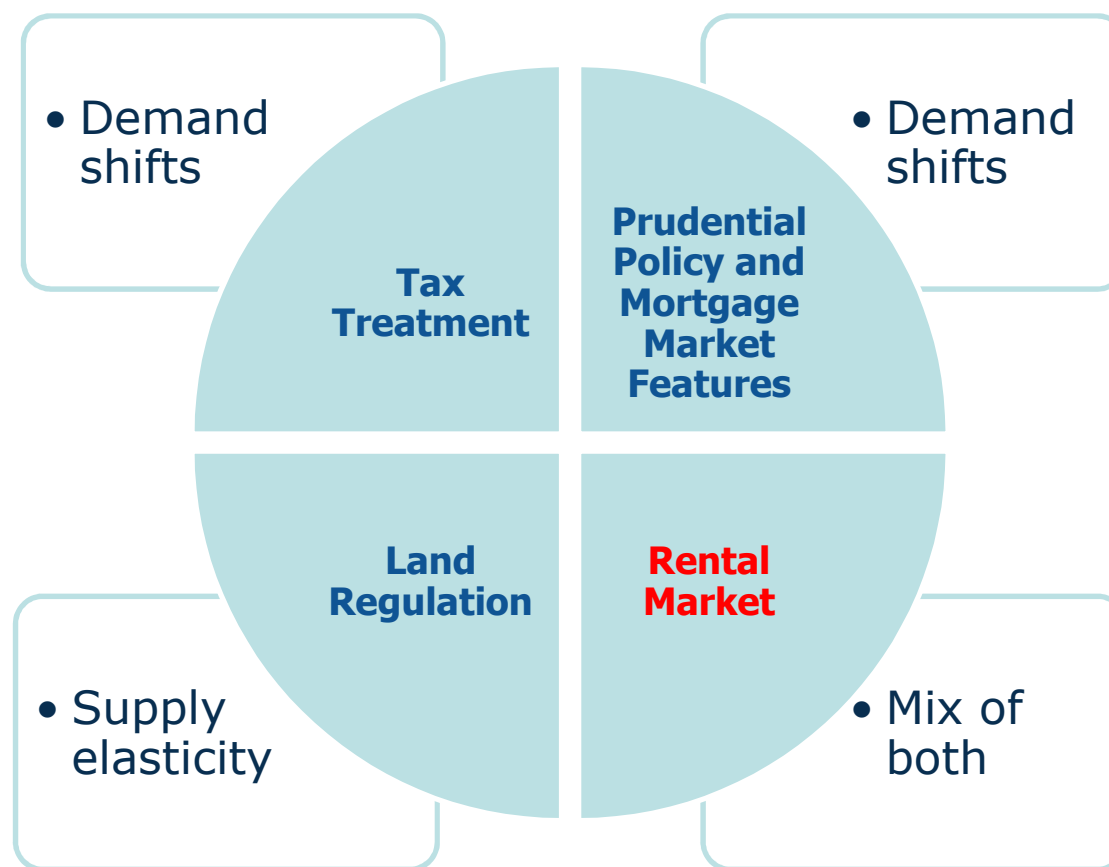 • Demand
shifts
• Demand
shifts
Tax
Treatment
Prudential
Policy and
Mortgage
Market
Features
Land
Regulation
Rental
Market
• Supply
elasticity
• Mix of
both